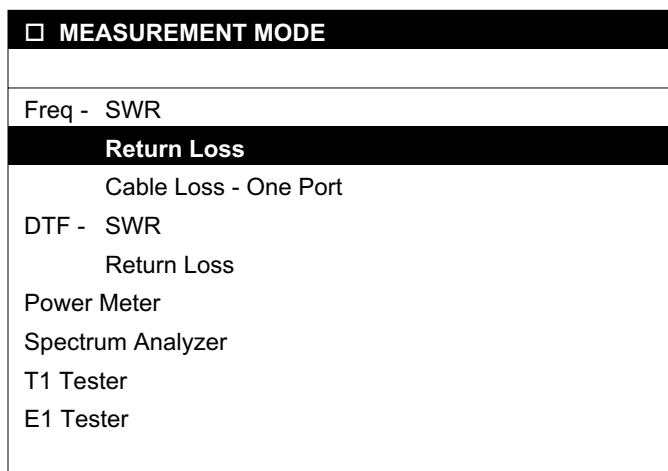 □ MEASUREMENT MODE
Freq - SWR
Return Loss
Cable Loss - One Port
DTF - SWR
Return Loss
Power Meter
Spectrum Analyzer
T1 Tester
E1 Tester